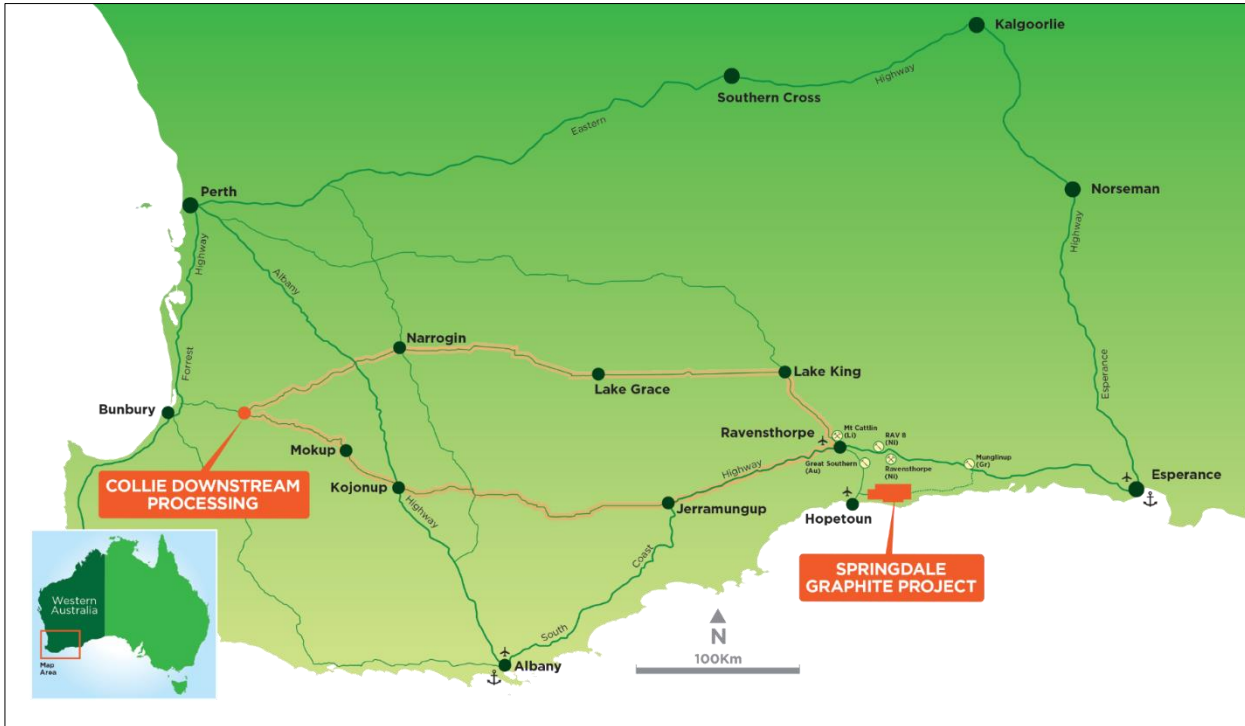 Kalgoorlie
Highway
Southern Cross
Eastern
Norseman
Perth
Highway
Albany
Highway
Narrogin
Lake King
Lake Grace
Forrest
Esperance
Bunbury
Mt Cattlin
(Li)
RAV 8
(Ni)
Ravensthorpe
Mokup
Great Southern
(Au)
Ravensthorpe
(Ni)
Munglinup
(Gr)
Highway
COLLIE DOWNSTREAM
PROCESSING
Kojonup
Esperance
Highway
Jerramungup
Hopetoun
SPRINGDALE
GRAPHITE PROJECT
Coast
Western
Australia
South
N
Map
Area
Albany
100Km